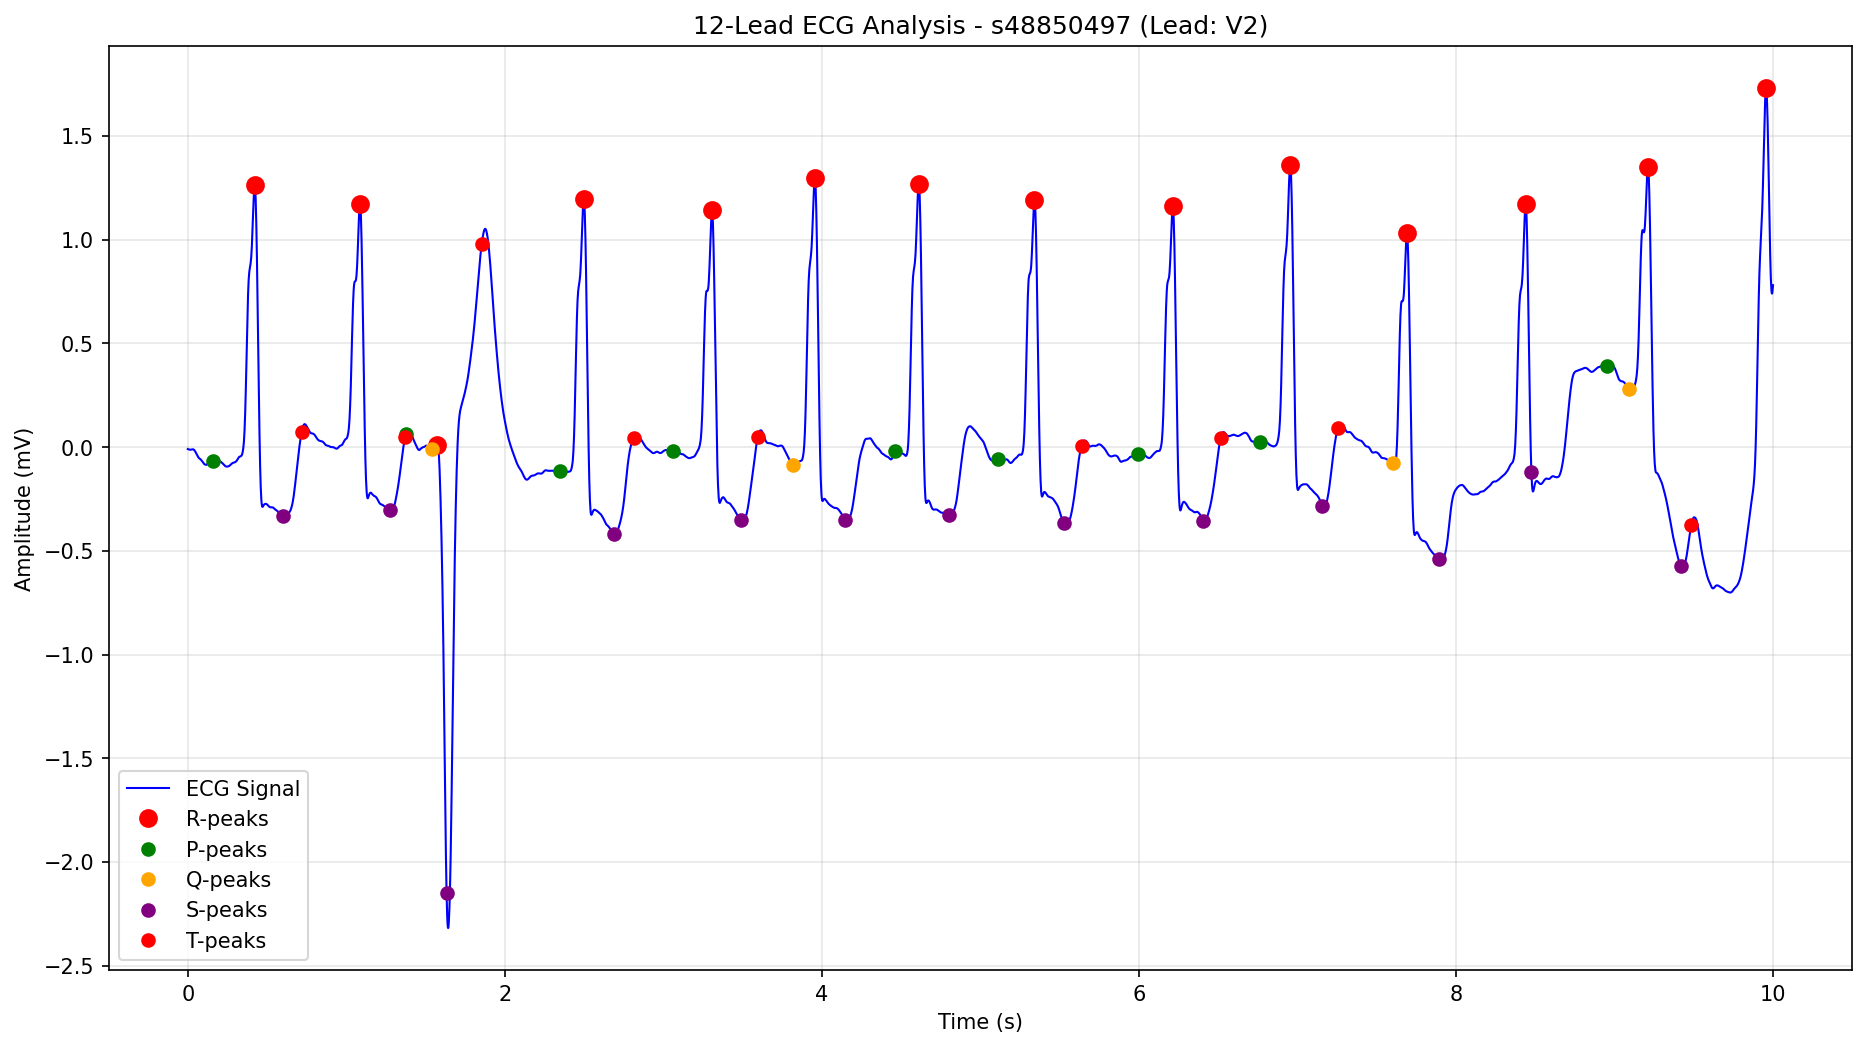 12-Lead ECG Analysis - s48850497 (Lead: V2)
Amplitude (mV)
1.5
1.0
0.5
0.0
−0.5
−1.0
−1.5
−2.0
−2.5
ECG Signal
R-peaks
P-peaks
Q-peaks
S-peaks
T-peaks
0 2 4 6 8 10
Time (s)